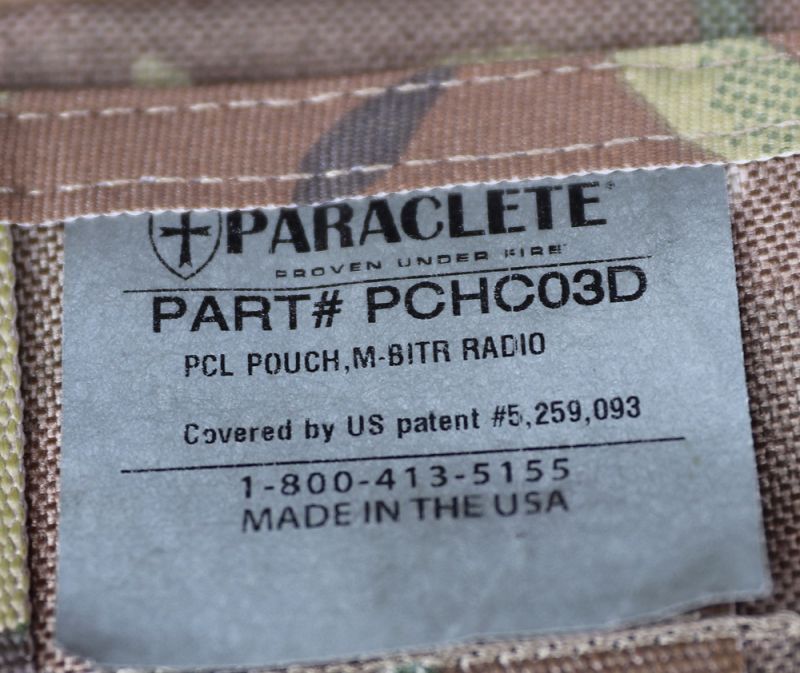 PARACLETE
PROVEN UNDER FIRE
PART# PCHC03D
PCL POUCH,M-BITR RADIO
Covered by US patent #5,259,093
1-800-413-5155
MADE IN THE USA